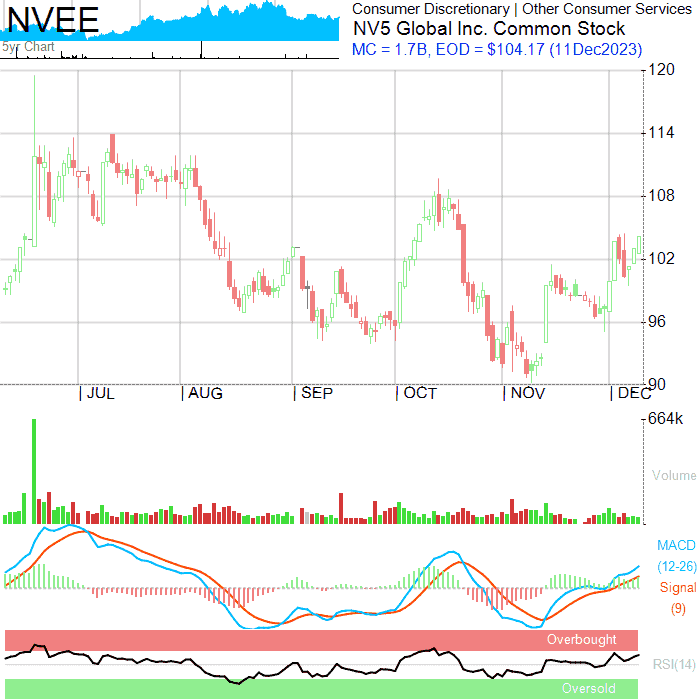 NVEE
5yr Chart
Consumer Discretionary | Other Consumer Services
NV5 Global Inc. Common Stock
MC = 1.7B, EOD = $104.17 (11Dec2023)
120
114
108
102
96
90
| JUL
| AUG
| SEP
| OCT
| NOV
| DEC
664k
Volume
MACD
(12-26)
Signal
(9)
Overbought
RSI(14)
Oversold